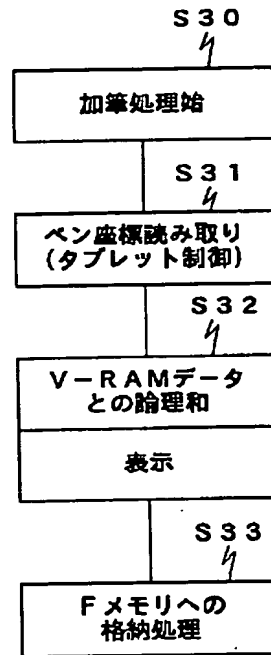 S30
加筆処理始
S31
ペン座標読み取り
(タブレット制御)
S32
V-RAMデータ
との論理和
表示
S33
Fメモリへの
格納処理